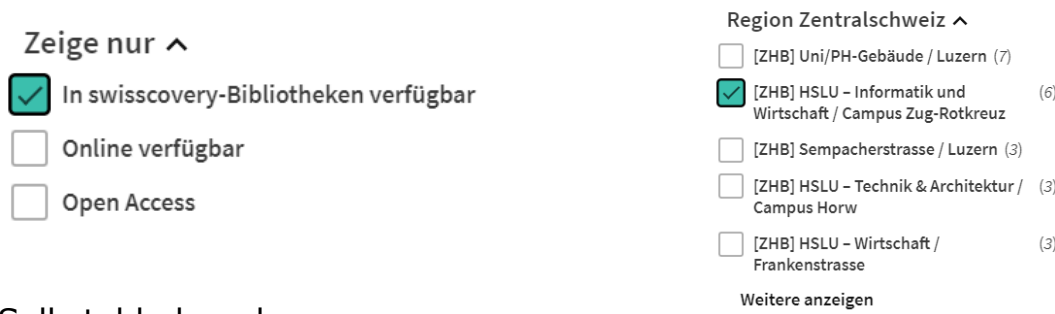 Zeige nur
In swisscovery-Bibliotheken verfügbar
Online verfügbar
Open Access
Region Zentralschweiz
[ZHB] Uni/PH-Gebäude / Luzern (7)
[ZHB] HSLU – Informatik und (6)
Wirtschaft / Campus Zug-Rotkreuz
[ZHB] Sempacherstrasse / Luzern (3)
[ZHB] HSLU – Technik & Architektur / (3)
Campus Horw
[ZHB] HSLU – Wirtschaft / (3)
Frankenstrasse
Weitere anzeigen